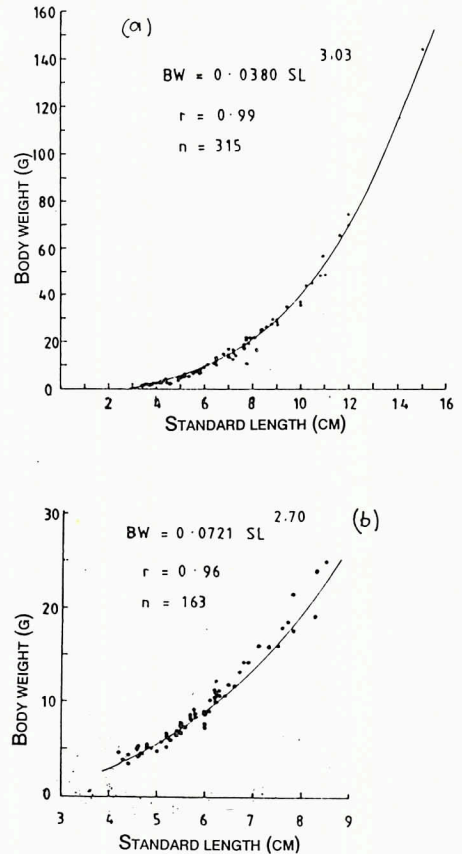 (a)
BW = 0·0380 SL 3.03
r = 0·99
n = 315
160
140
120
100
80
60
40
20
0
BODY WEIGHT (G)
2 4 6 8 10 12 14 16
STANDARD LENGTH (CM)
(b)
BW = 0·0721 SL 2.70
r = 0·96
n = 163
30
20
10
0
BODY WEIGHT (G)
3 4 5 6 7 8 9
STANDARD LENGTH (CM)